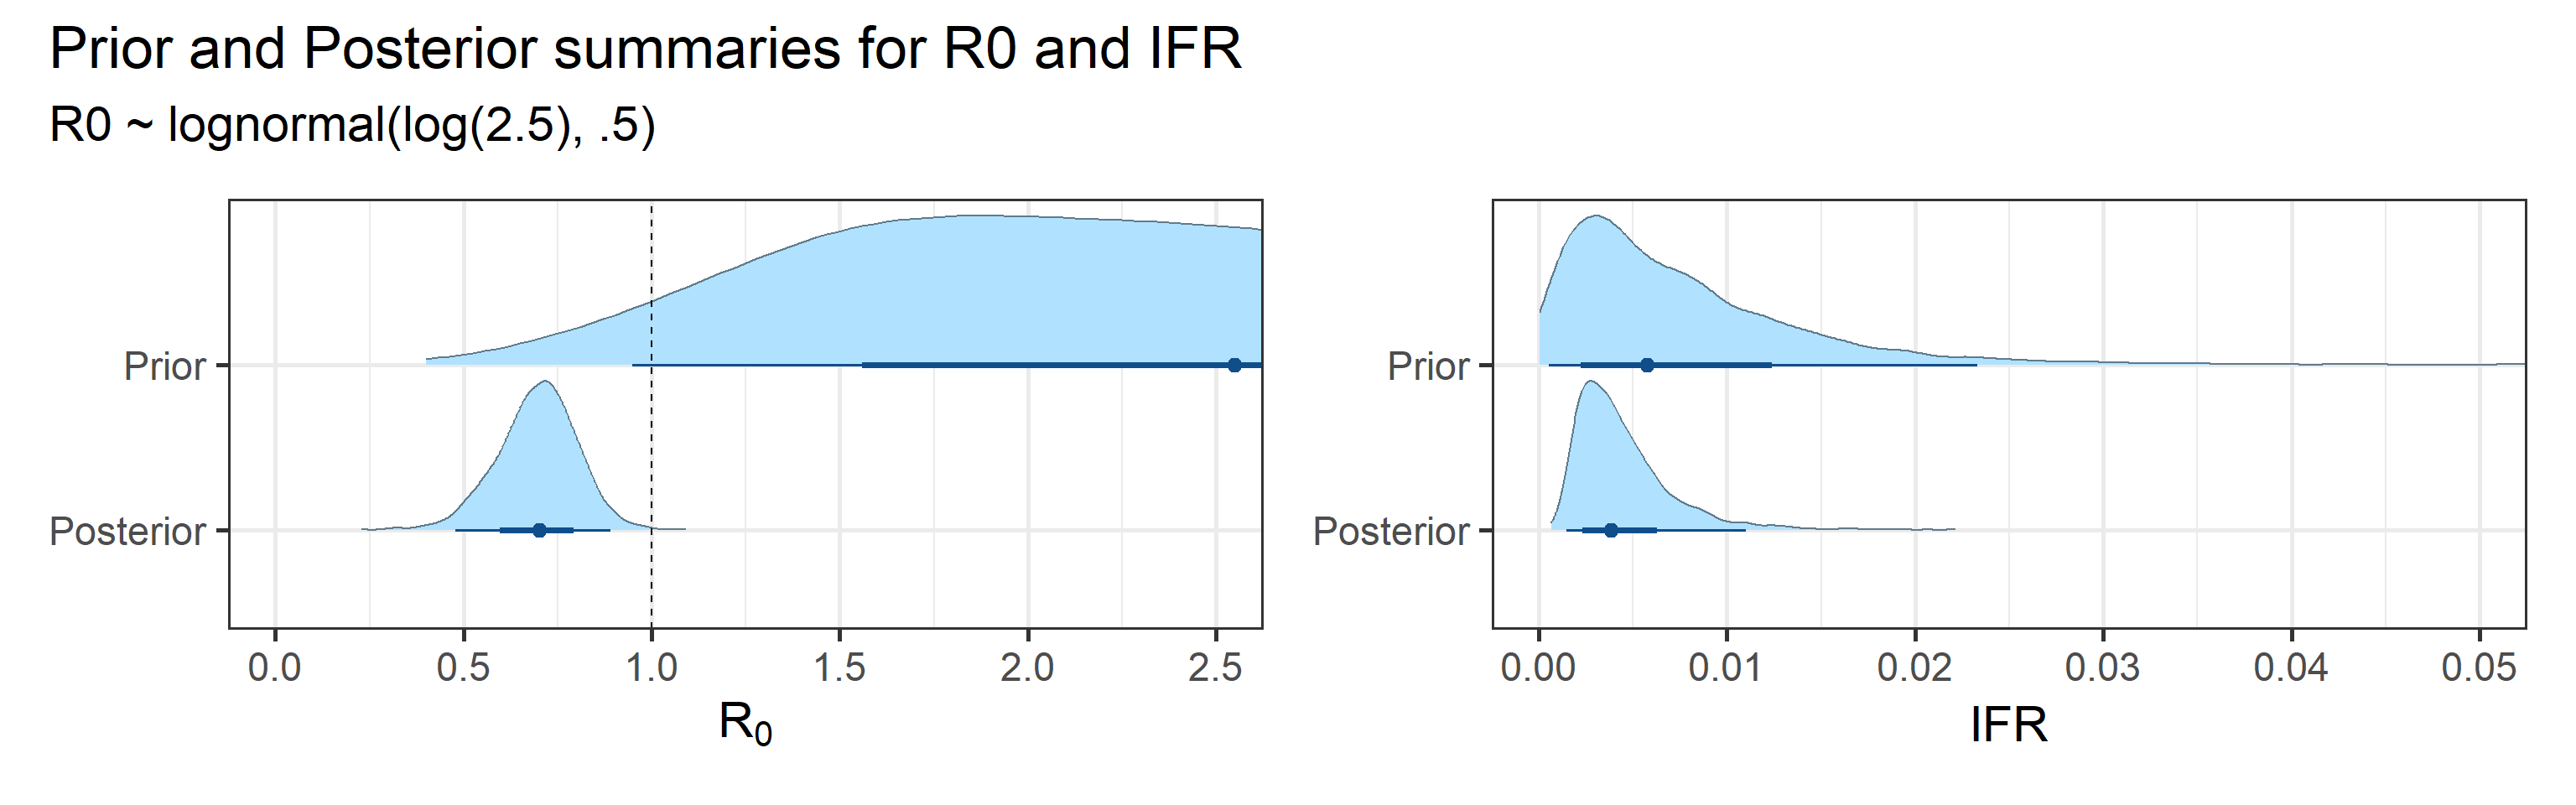 Prior and Posterior summaries for R0 and IFR
R0 ~ lognormal(log(2.5), .5)
Prior
Posterior
0.0 0.5 1.0 1.5 2.0 2.5
R₀
Prior
Posterior
0.00 0.01 0.02 0.03 0.04 0.05
IFR